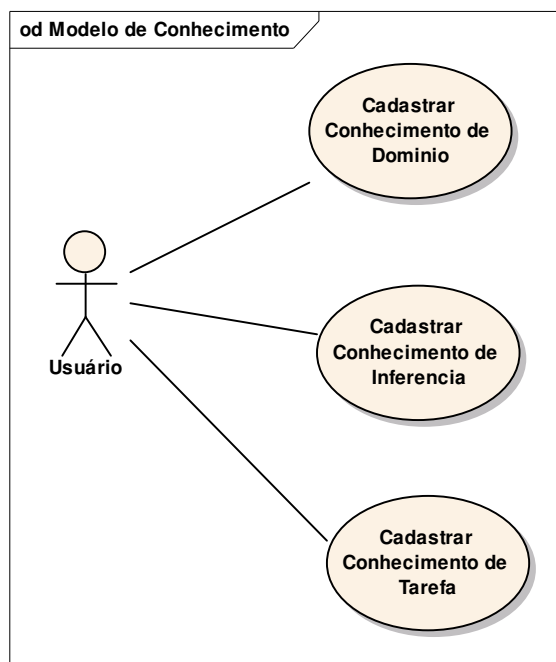 od Modelo de Conhecimento
Cadastrar
Conhecimento de
Dominio
Usuário
Cadastrar
Conhecimento de
Inferencia
Cadastrar
Conhecimento de
Tarefa